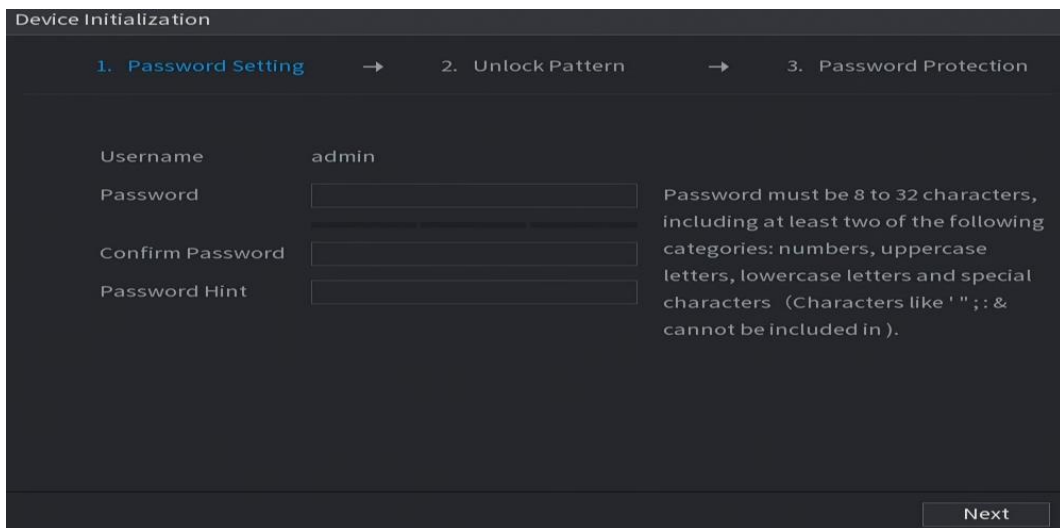 Device Initialization
1. Password Setting → 2. Unlock Pattern → 3. Password Protection
Username admin
Password
Password must be 8 to 32 characters,
including at least two of the following
categories: numbers, uppercase
letters, lowercase letters and special
characters (Characters like ' " ; : &
cannot be included in ).
Confirm Password
Password Hint
Next